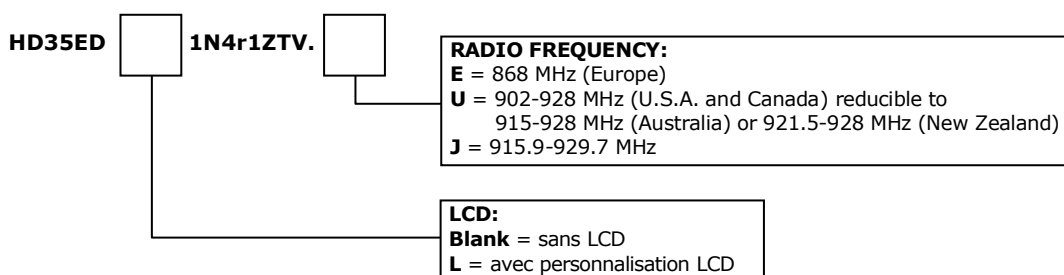 HD35ED 1N4r1ZTV.
RADIO FREQUENCY:
E = 868 MHz (Europe)
U = 902-928 MHz (U.S.A. and Canada) reducible to
915-928 MHz (Australia) or 921.5-928 MHz (New Zealand)
J = 915.9-929.7 MHz
LCD:
Blank = sans LCD
L = avec personnalisation LCD